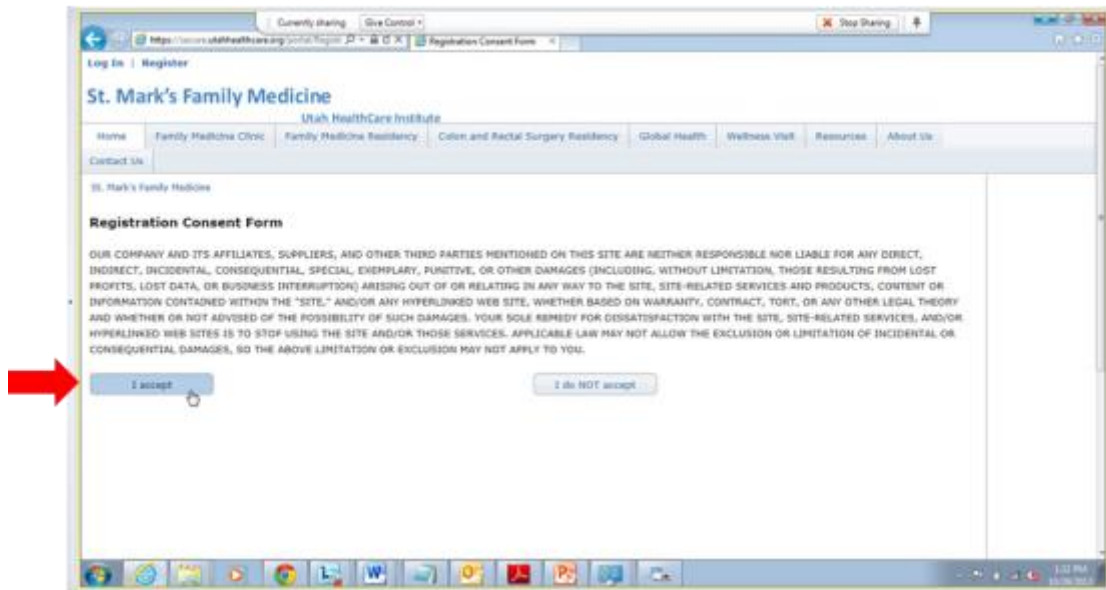 Currently sharing Give Control Stop Sharing
Registration Consent Form
Log In | Register
St. Mark's Family Medicine
Utah HealthCare Institute
Home Family Medicine Clinic Family Medicine Residency Colon and Rectal Surgery Residency Global Health Wellness Visit Resources About Us
Contact Us
St. Mark's Family Medicine
Registration Consent Form
OUR COMPANY AND ITS AFFILIATES, SUPPLIERS, AND OTHER THIRD PARTIES MENTIONED ON THIS SITE ARE NEITHER RESPONSIBLE NOR LIABLE FOR ANY DIRECT,
INDIRECT, INCIDENTAL, CONSEQUENTIAL, SPECIAL, EXEMPLARY, PUNITIVE, OR OTHER DAMAGES (INCLUDING, WITHOUT LIMITATION, THOSE RESULTING FROM LOST
PROFITS, LOST DATA, OR BUSINESS INTERRUPTION) ARISING OUT OF OR RELATING IN ANY WAY TO THE SITE, SITE-RELATED SERVICES AND PRODUCTS, CONTENT OR
INFORMATION CONTAINED WITHIN THE "SITE," AND/OR ANY HYPERLINKED WEB SITE, WHETHER BASED ON WARRANTY, CONTRACT, TORT, OR ANY OTHER LEGAL THEORY
AND WHETHER OR NOT ADVISED OF THE POSSIBILITY OF SUCH DAMAGES. YOUR SOLE REMEDY FOR DISSATISFACTION WITH THE SITE, SITE-RELATED SERVICES, AND/OR
HYPERLINKED WEB SITES IS TO STOP USING THE SITE AND/OR THOSE SERVICES. APPLICABLE LAW MAY NOT ALLOW THE EXCLUSION OR LIMITATION OF INCIDENTAL OR
CONSEQUENTIAL DAMAGES, SO THE ABOVE LIMITATION OR EXCLUSION MAY NOT APPLY TO YOU.
I accept I do NOT accept